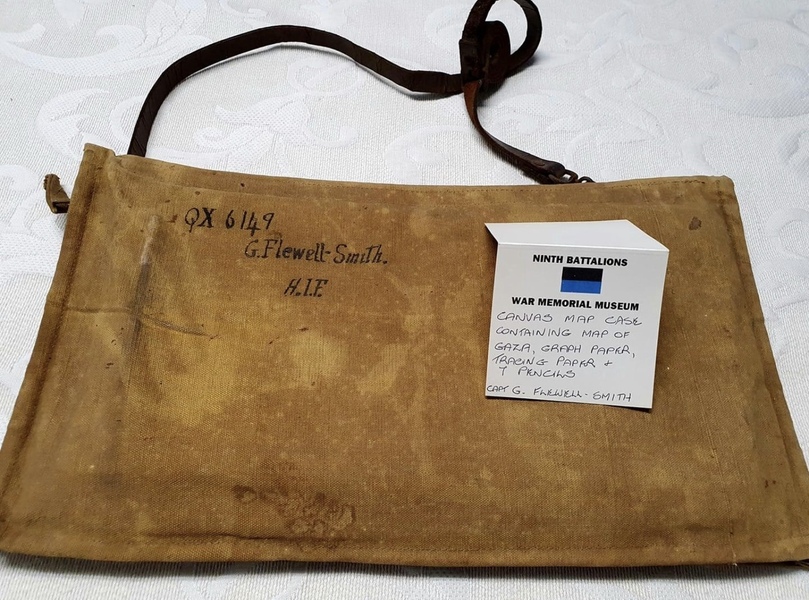 QX 6149
G.Flewell-Smith.
A.I.F.
NINTH BATTALIONS
WAR MEMORIAL MUSEUM
CANVAS MAP CASE
CONTAINING MAP OF
GAZA, GRAPH PAPER,
TRACING PAPER &
7 PENCILS
CAPT G. FLEWELL-SMITH